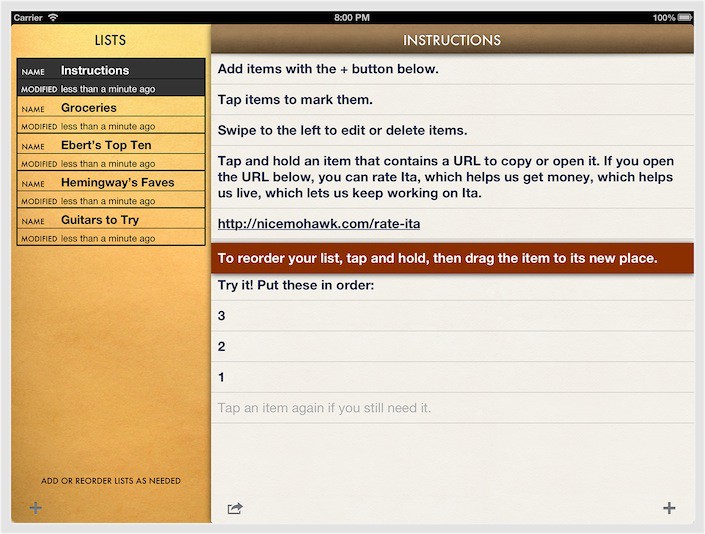 Carrier 8:00 PM 100%
LISTS
NAME Instructions
MODIFIED less than a minute ago
NAME Groceries
MODIFIED less than a minute ago
NAME Ebert's Top Ten
MODIFIED less than a minute ago
NAME Hemingway's Faves
MODIFIED less than a minute ago
NAME Guitars to Try
MODIFIED less than a minute ago
ADD OR REORDER LISTS AS NEEDED
INSTRUCTIONS
Add items with the + button below.
Tap items to mark them.
Swipe to the left to edit or delete items.
Tap and hold an item that contains a URL to copy or open it. If you open
the URL below, you can rate Ita, which helps us get money, which helps
us live, which lets us keep working on Ita.
http://nicemohawk.com/rate-ita
To reorder your list, tap and hold, then drag the item to its new place.
Try it! Put these in order:
3
2
1
Tap an item again if you still need it.